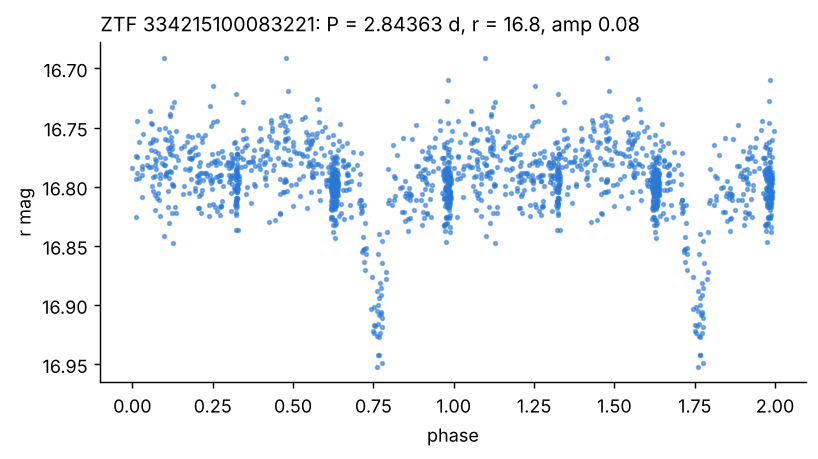 ZTF 334215100083221: P = 2.84363 d, r = 16.8, amp 0.08
16.70
16.75
16.80
16.85
16.90
16.95
r mag
0.00 0.25 0.50 0.75 1.00 1.25 1.50 1.75 2.00
phase